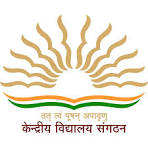 तत् त्वं पूषन् अपावृणु
केन्द्रीय विद्यालय संगठन